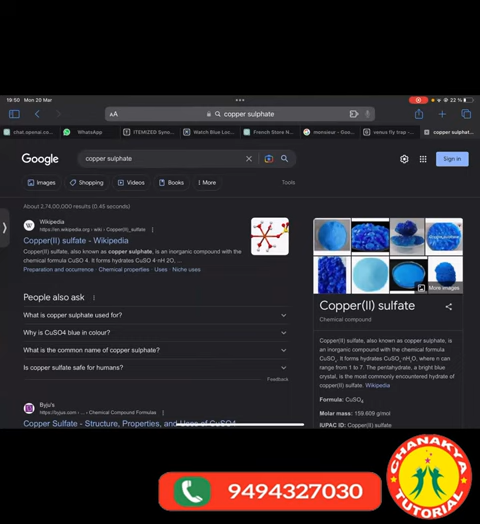 19:50 Mon 20 Mar
22 %
AA
copper sulphate
chat.openai.co...
WhatsApp
ITEMIZED Syno...
Watch Blue Loc...
French Store N...
monsieur - Goo...
venus fly trap -...
copper sulphat...
Google
copper sulphate
Sign in
Images
Shopping
Videos
Books
More
Tools
About 2,74,00,000 results (0.45 seconds)
Wikipedia
https://en.wikipedia.org › wiki › Copper(II)_sulfate
Copper(II) sulfate - Wikipedia
Copper(II) sulfate, also known as copper sulphate, is an inorganic compound with the
chemical formula CuSO 4. It forms hydrates CuSO 4·nH 2O, ...
Preparation and occurrence · Chemical properties · Uses · Niche uses
People also ask
What is copper sulphate used for?
Why is CuSO4 blue in colour?
What is the common name of copper sulphate?
Is copper sulfate safe for humans?
Feedback
Byju's
https://byjus.com › ... › Chemical Compound Formulas
Copper Sulfate - Structure, Properties, and Uses of CuSO4
More images
Copper(II) sulfate
Chemical compound
Copper(II) sulfate, also known as copper sulphate, is
an inorganic compound with the chemical formula
CuSO₄. It forms hydrates CuSO₄·nH₂O, where n can
range from 1 to 7. The pentahydrate, a bright blue
crystal, is the most commonly encountered hydrate of
copper(II) sulfate. Wikipedia
Formula: CuSO₄
Molar mass: 159.609 g/mol
IUPAC ID: Copper(II) sulfate
9494327030
CHANAKYA
TUTORIAL